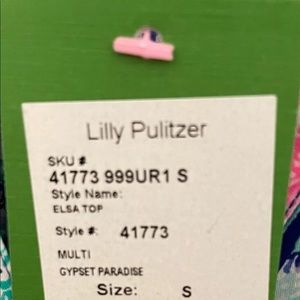 Lilly Pulitzer
SKU #
41773 999UR1 S
Style Name:
ELSA TOP
Style #: 41773
MULTI
GYPSET PARADISE
Size: S